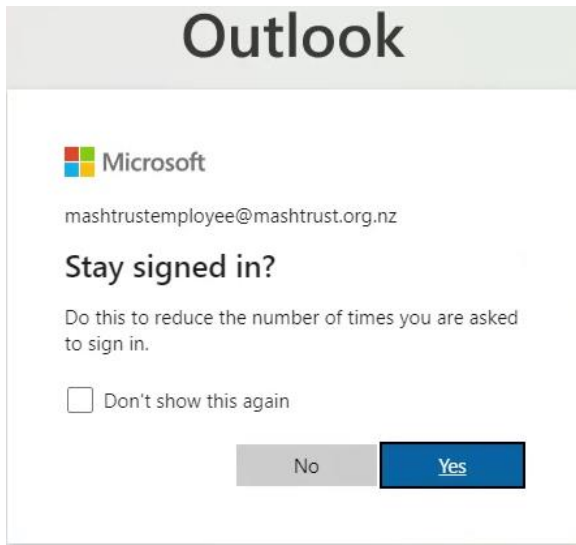 Outlook
Microsoft
mashtrustemployee@mashtrust.org.nz
Stay signed in?
Do this to reduce the number of times you are asked
to sign in.
Don't show this again
No Yes